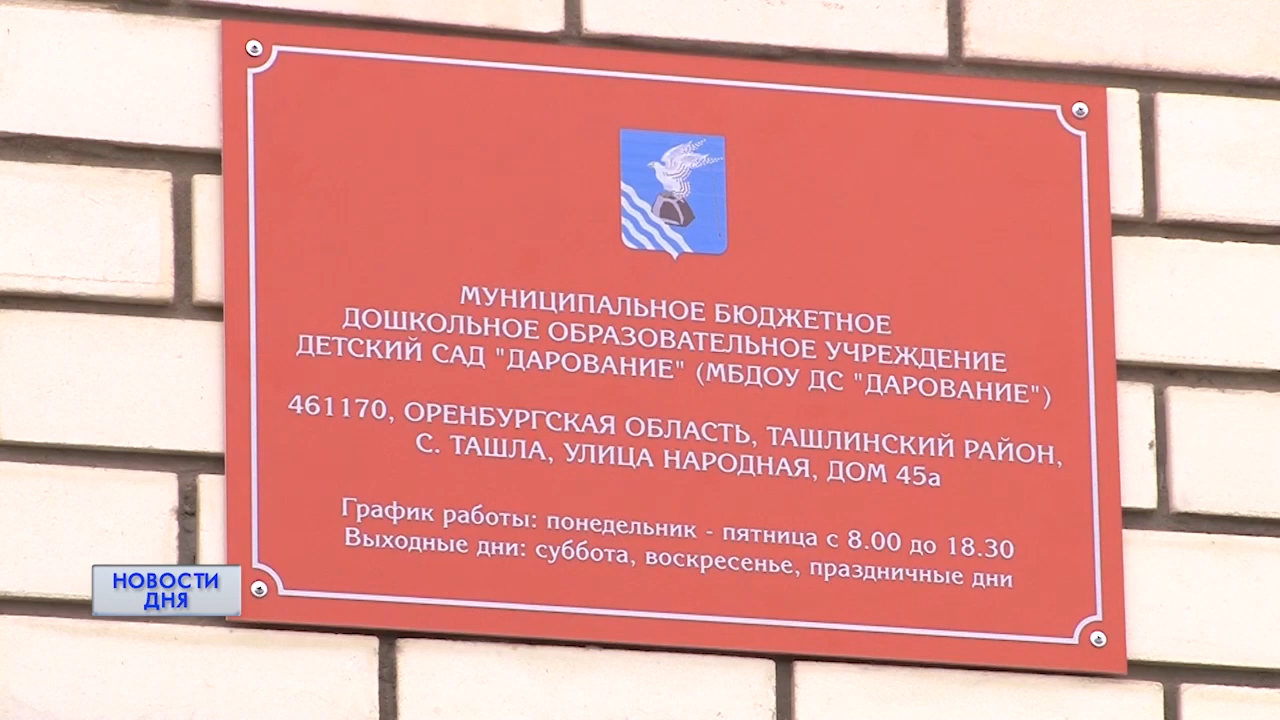 МУНИЦИПАЛЬНОЕ БЮДЖЕТНОЕ
ДОШКОЛЬНОЕ ОБРАЗОВАТЕЛЬНОЕ УЧРЕЖДЕНИЕ
ДЕТСКИЙ САД "ДАРОВАНИЕ" (МБДОУ ДС "ДАРОВАНИЕ")
461170, ОРЕНБУРГСКАЯ ОБЛАСТЬ, ТАШЛИНСКИЙ РАЙОН,
С. ТАШЛА, УЛИЦА НАРОДНАЯ, ДОМ 45а
График работы: понедельник - пятница с 8.00 до 18.30
Выходные дни: суббота, воскресенье, праздничные дни
НОВОСТИ
ДНЯ